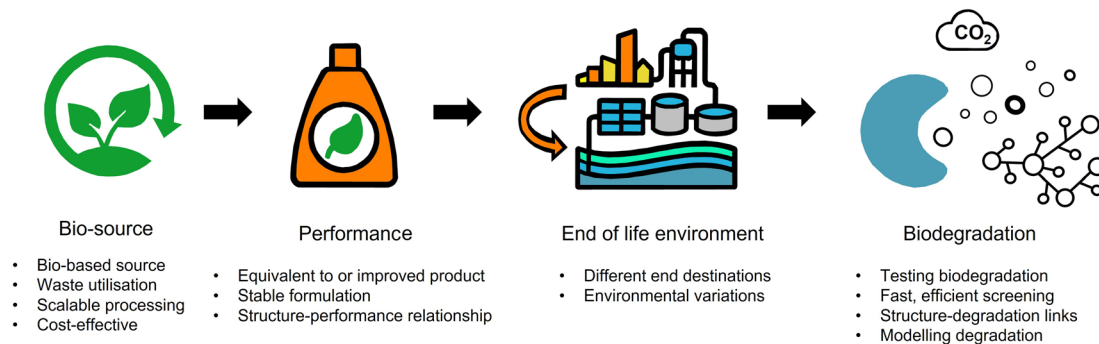 CO₂
Bio-source
• Bio-based source
• Waste utilisation
• Scalable processing
• Cost-effective
Performance
• Equivalent to or improved product
• Stable formulation
• Structure-performance relationship
End of life environment
• Different end destinations
• Environmental variations
Biodegradation
• Testing biodegradation
• Fast, efficient screening
• Structure-degradation links
• Modelling degradation